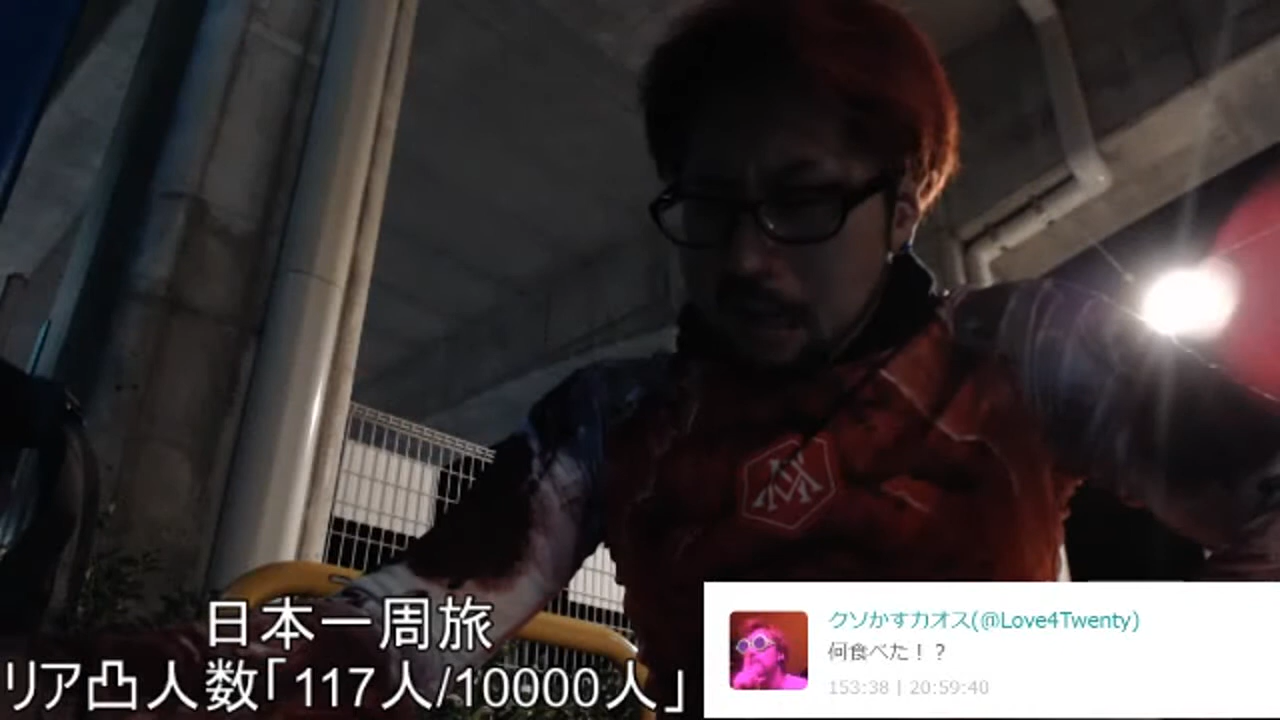 日本一周旅
リア凸人数「117人/10000人」
クソかすカオス(@Love4Twenty)
何食べた！？
153:38 | 20:59:40